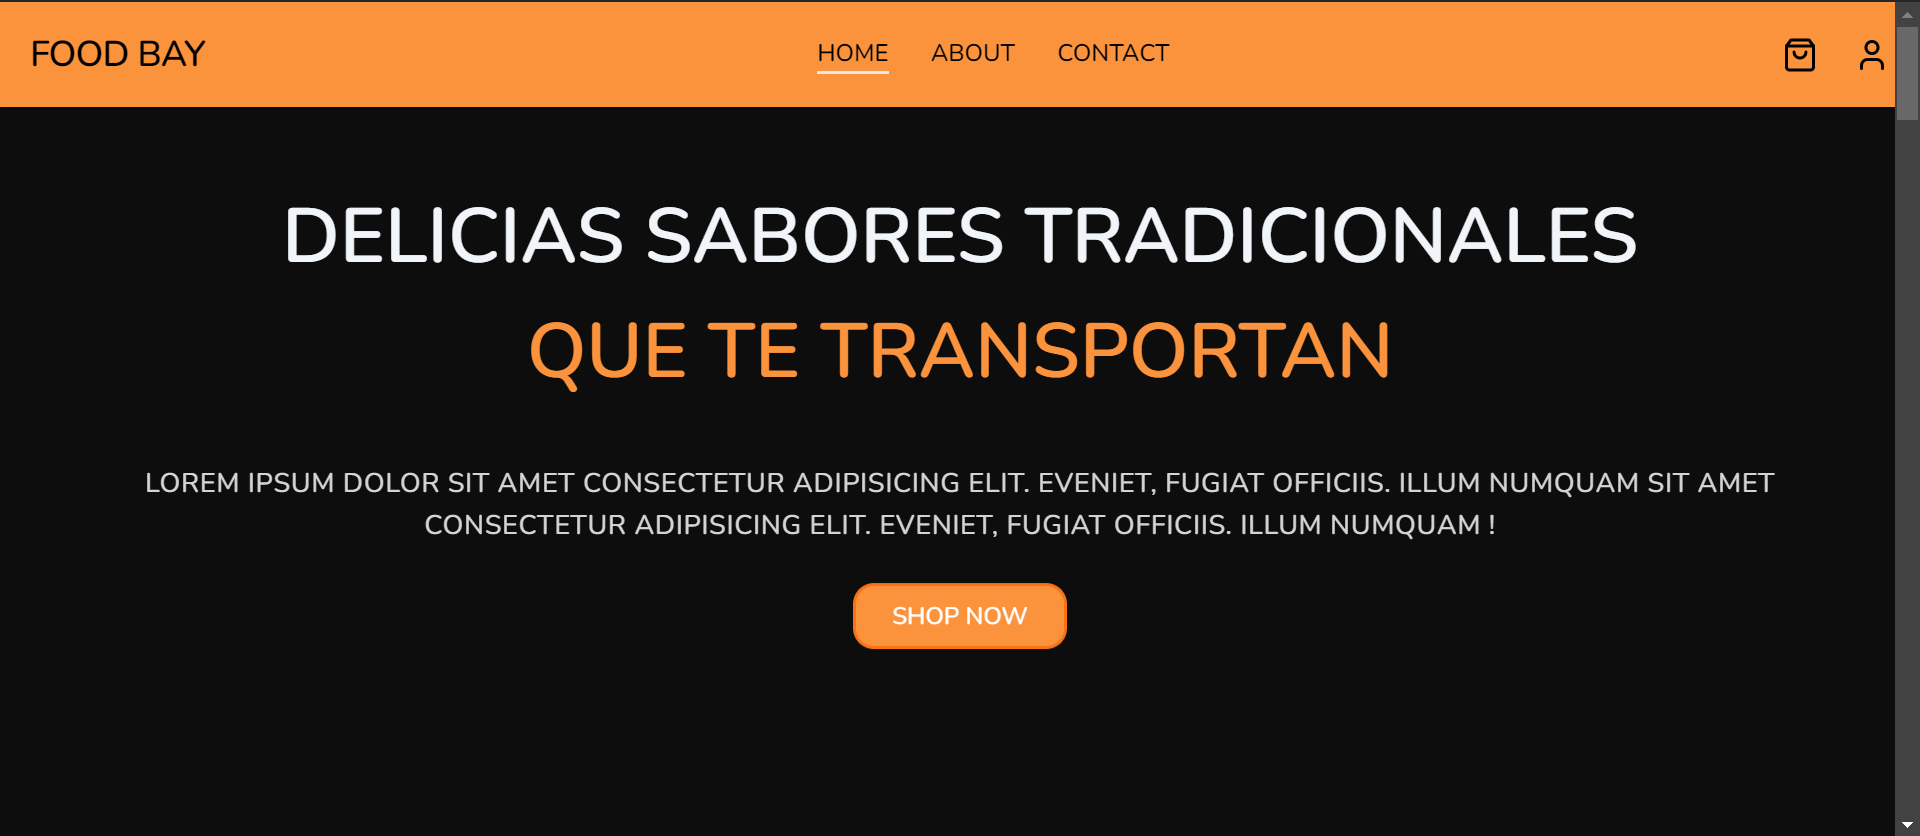 FOOD BAY
HOME ABOUT CONTACT
DELICIAS SABORES TRADICIONALES
QUE TE TRANSPORTAN
LOREM IPSUM DOLOR SIT AMET CONSECTETUR ADIPISICING ELIT. EVENIET, FUGIAT OFFICIIS. ILLUM NUMQUAM SIT AMET
CONSECTETUR ADIPISICING ELIT. EVENIET, FUGIAT OFFICIIS. ILLUM NUMQUAM !
SHOP NOW